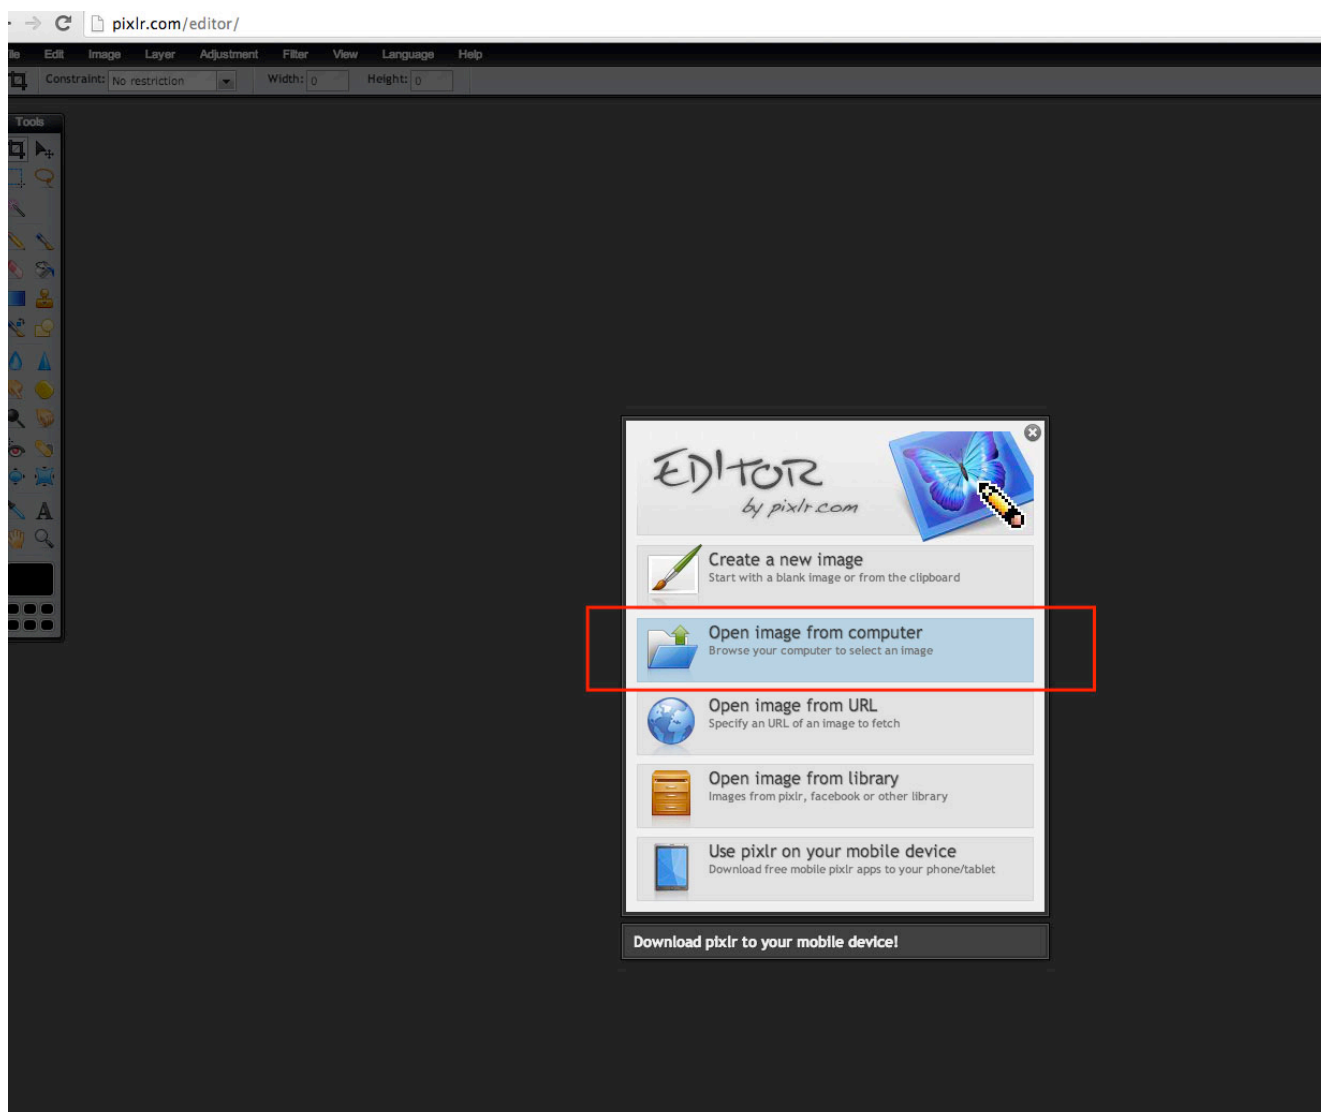 pixlr.com/editor/
Edit Image Layer Adjustment Filter View Language Help
Constraint: No restriction Width: 0 Height: 0
Tools
A
EDITOR
by pixlr.com
Create a new image
Start with a blank image or from the clipboard
Open image from computer
Browse your computer to select an image
Open image from URL
Specify an URL of an image to fetch
Open image from library
Images from pixlr, facebook or other library
Use pixlr on your mobile device
Download free mobile pixlr apps to your phone/tablet
Download pixlr to your mobile device!